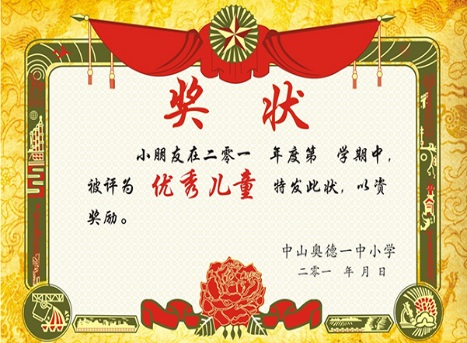 奖状
小朋友在二零一 年度第 学期中，
被评为 优秀儿童 特发此状，以资
奖励。
中山奥德一中小学
二零一 年 月 日